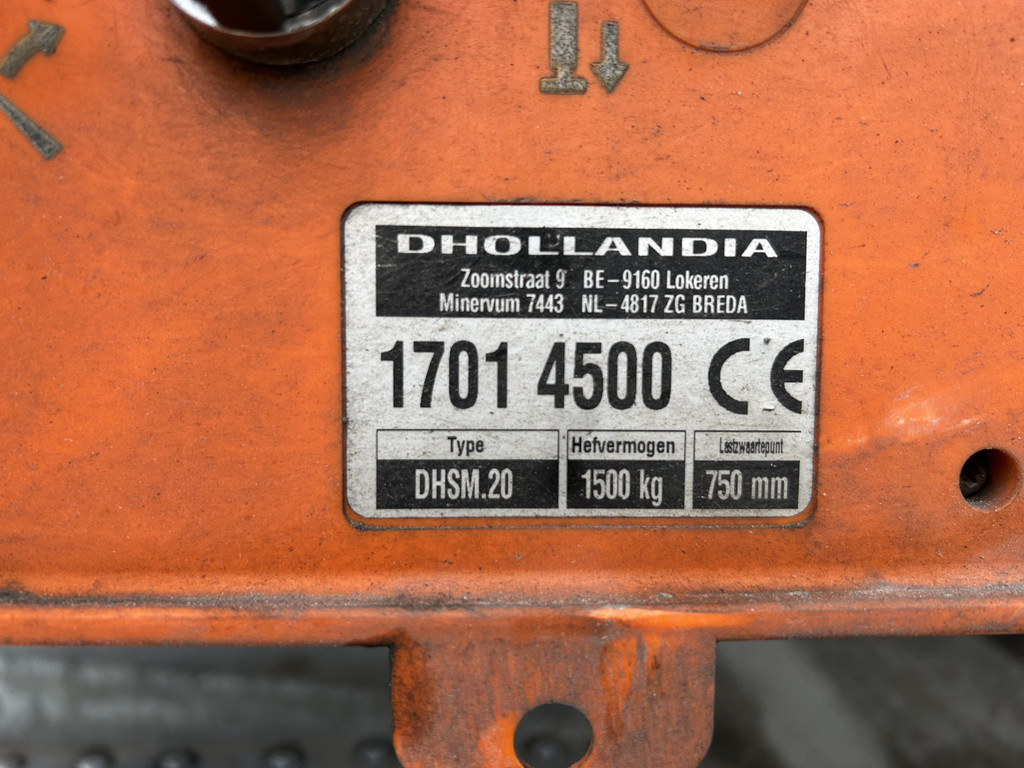 DHOLLANDIA
Zoomstraat 9 BE-9160 Lokeren
Minervum 7443 NL-4817 ZG BREDA
1701 4500 CE
Type Hefvermogen Lastzwaartepunt
DHSM.20 1500 kg 750 mm